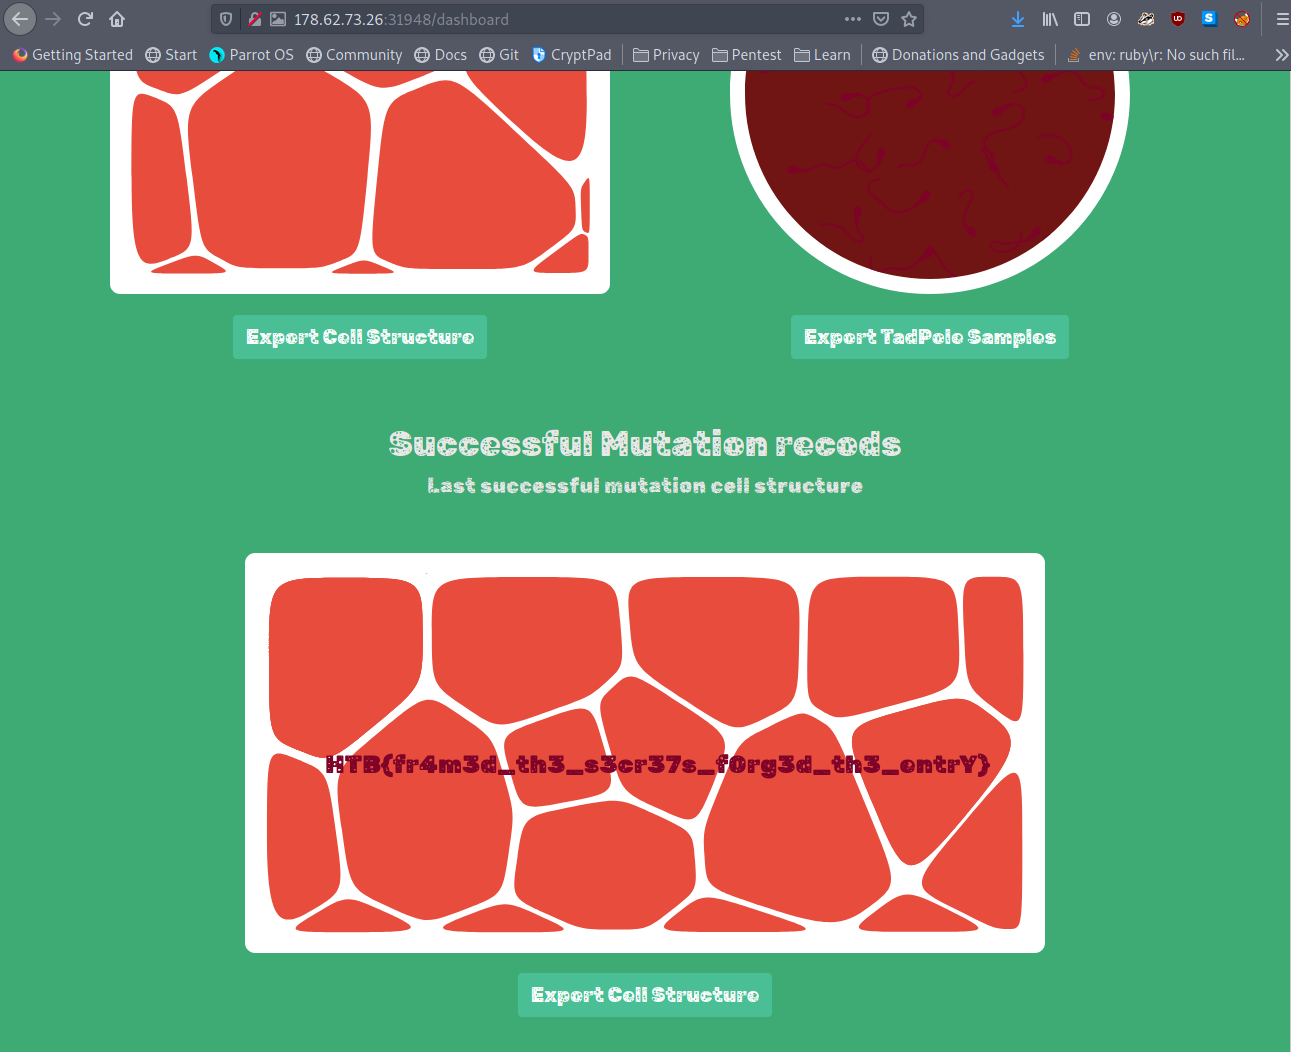 178.62.73.26:31948/dashboard
Getting Started Start Parrot OS Community Docs Git CryptPad Privacy Pentest Learn Donations and Gadgets env: ruby\r: No such fil...
Export Cell Structure
Export TadPole Samples
Successful Mutation recods
Last successful mutation cell structure
HTB{fr4m3d_th3_s3cr37s_f0rg3d_th3_entrY}
Export Cell Structure